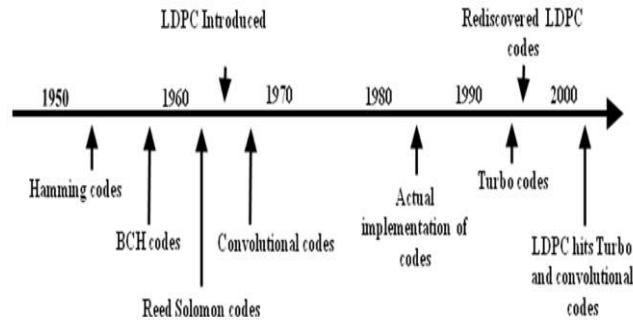 LDPC Introduced
Rediscovered LDPC
codes
1950
1960
1970
1980
1990
2000
Hamming codes
BCH codes
Reed Solomon codes
Convolutional codes
Actual
implementation of
codes
Turbo codes
LDPC hits Turbo
and convolutional
codes